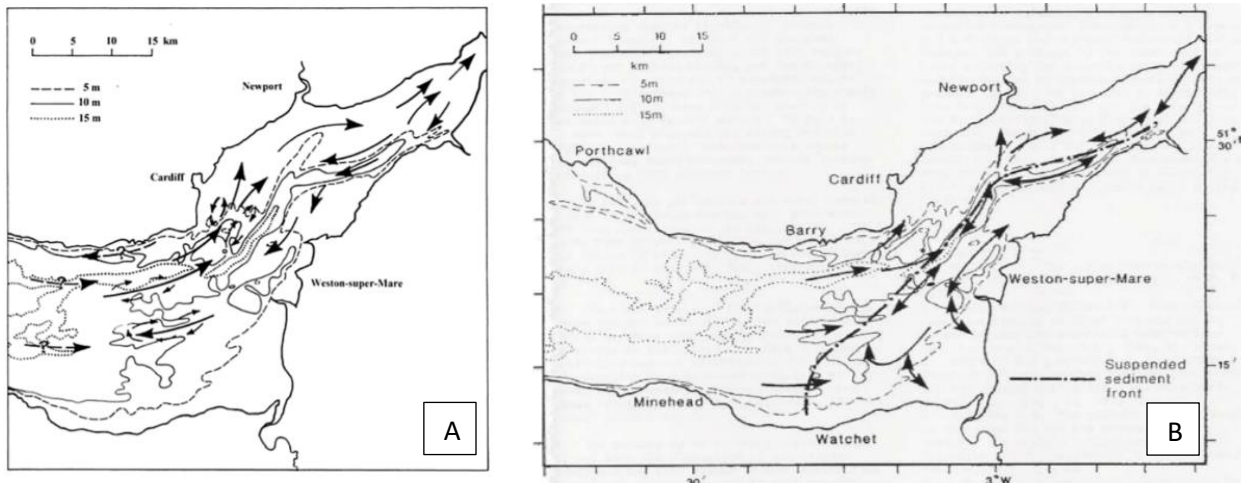 0 5 10 15
km
5 m
10 m
15 m
Newport
Cardiff
Weston-super-Mare
A
0 5 10 15
km
5m
10m
15m
Newport
Porthcawl
Cardiff
Barry
Weston-super-Mare
Minehead
Watchet
Suspended
sediment
front
51°
30'
15'
30'
3°W
B